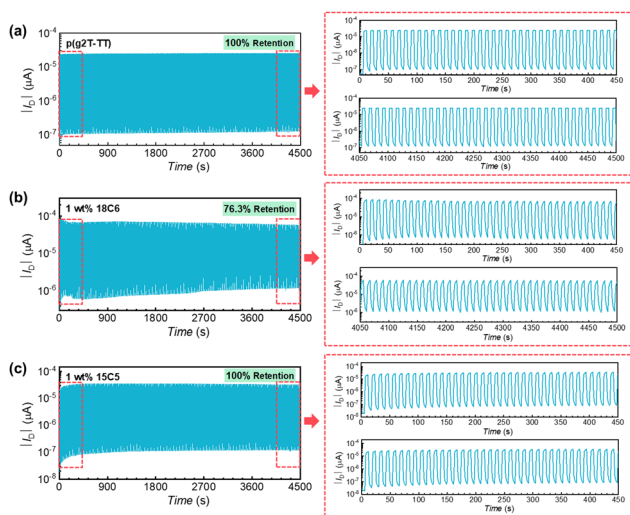 (a)
p(g2T-TT)
100% Retention
|I_D| (μA)
10⁻⁴
10⁻⁵
10⁻⁶
10⁻⁷
0 900 1800 2700 3600 4500
Time (s)
|I_D| (μA)
10⁻⁴
10⁻⁵
10⁻⁶
10⁻⁷
0 50 100 150 200 250 300 350 400 450
Time (s)
|I_D| (μA)
10⁻⁴
10⁻⁵
10⁻⁶
10⁻⁷
4050 4100 4150 4200 4250 4300 4350 4400 4450 4500
Time (s)
(b)
1 wt% 18C6
76.3% Retention
|I_D| (μA)
10⁻⁴
10⁻⁵
10⁻⁶
0 900 1800 2700 3600 4500
Time (s)
|I_D| (μA)
10⁻⁴
10⁻⁵
10⁻⁶
0 50 100 150 200 250 300 350 400 450
Time (s)
|I_D| (μA)
10⁻⁴
10⁻⁵
10⁻⁶
4050 4100 4150 4200 4250 4300 4350 4400 4450 4500
Time (s)
(c)
1 wt% 15C5
100% Retention
|I_D| (μA)
10⁻⁴
10⁻⁵
10⁻⁶
10⁻⁷
10⁻⁸
0 900 1800 2700 3600 4500
Time (s)
|I_D| (μA)
10⁻⁴
10⁻⁵
10⁻⁶
10⁻⁷
10⁻⁸
0 50 100 150 200 250 300 350 400 450
Time (s)
|I_D| (μA)
10⁻⁴
10⁻⁵
10⁻⁶
10⁻⁷
10⁻⁸
0 50 100 150 200 250 300 350 400 450
Time (s)